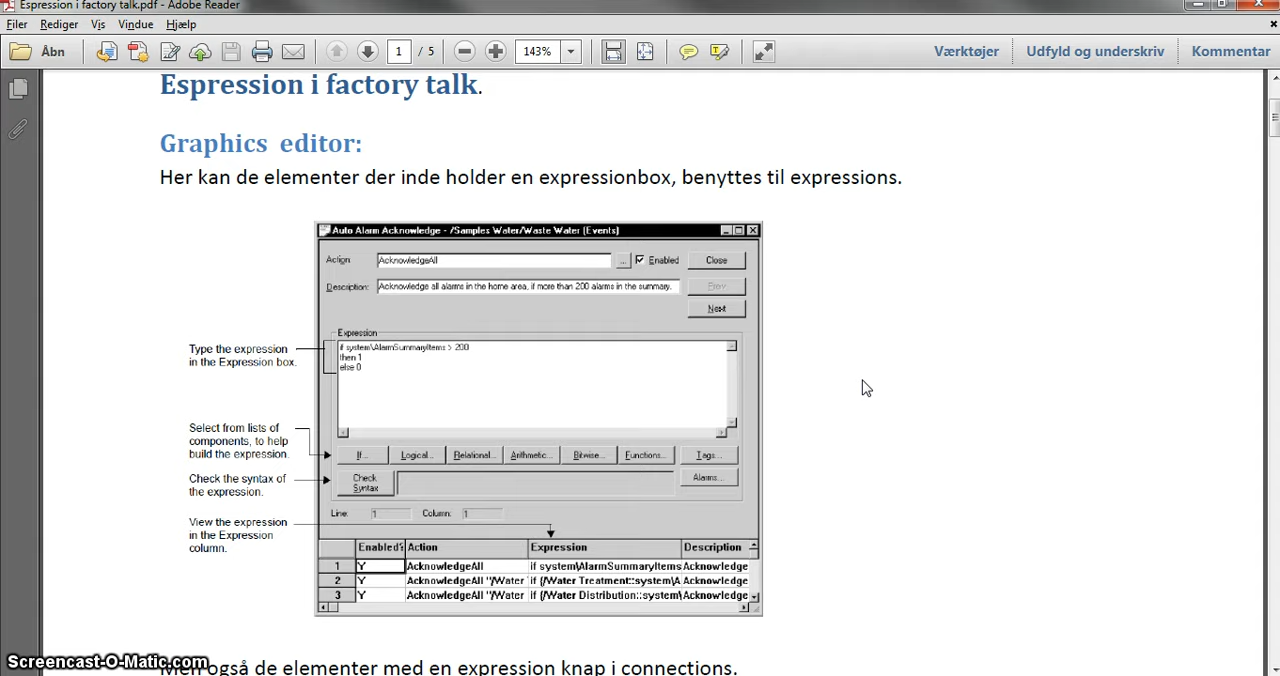 Espression i factory talk.pdf - Adobe Reader
Filer Rediger Vis Vindue Hjælp
Åbn 1 / 5 143% Værktøjer Udfyld og underskriv Kommentar
Espression i factory talk.
Graphics editor:
Her kan de elementer der inde holder en expressionbox, benyttes til expressions.
Auto Alarm Acknowledge - /Samples Water/Waste Water (Events)
Action: AcknowledgeAll ... Enabled Close
Description: Acknowledge all alarms in the home area, if more than 200 alarms in the summary. Prev
Next
Expression
Type the expression
in the Expression box.
if system\AlarmSummaryItems > 200
then 1
else 0
Select from lists of
components, to help
build the expression.
If... Logical... Relational... Arithmetic... Bitwise... Functions... Tags...
Check the syntax of
the expression.
Check
Syntax
Alarms...
Line: 1 Column: 1
View the expression
in the Expression
column.
Enabled? Action Expression Description
1 Y AcknowledgeAll if system\AlarmSummaryItems Acknowledge
2 Y AcknowledgeAll "/Water if {/Water Treatment::system\A Acknowledge
3 Y AcknowledgeAll "/Water if {/Water Distribution::system\ Acknowledge
Men også de elementer med en expression knap i connections.
Screencast-O-Matic.com